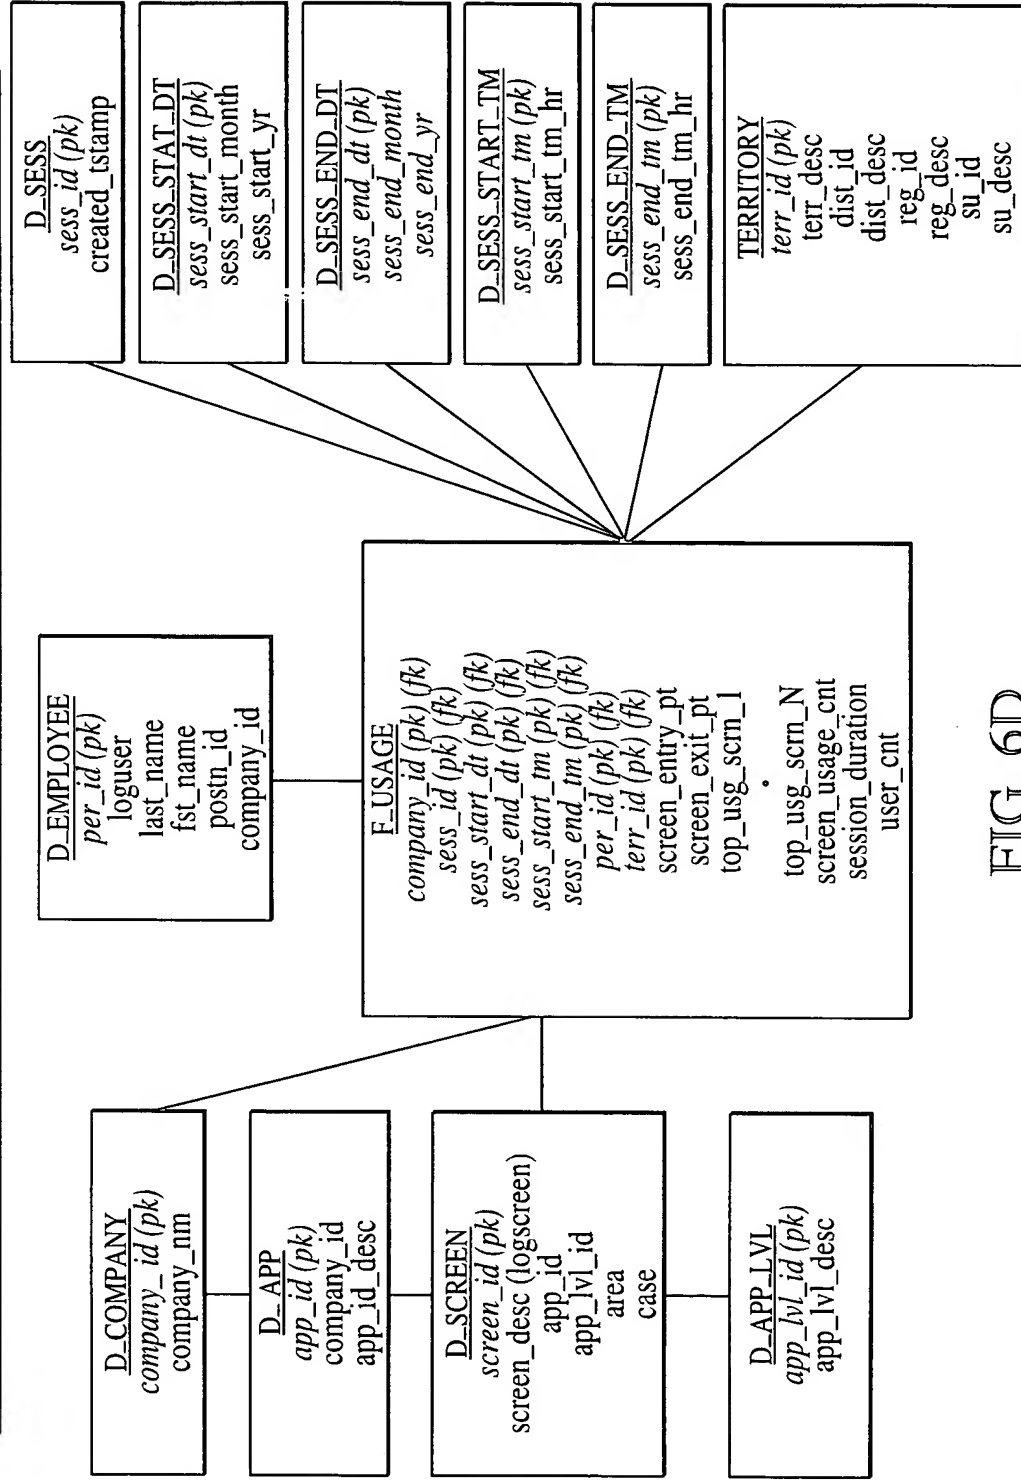 D_COMPANY
company_id (pk)
company_nm
D_APP
app_id (pk)
company_id
app_id_desc
D_SCREEN
screen_id (pk)
screen_desc (logscreen)
app_id
app_lvl_id
area
case
D_APP_LVL
app_lvl_id (pk)
app_lvl_desc
D_EMPLOYEE
per_id (pk)
loguser
last_name
fst_name
postn_id
company_id
F_USAGE
company_id (pk) (fk)
sess_id (pk) (fk)
sess_start_dt (pk) (fk)
sess_end_dt (pk) (fk)
sess_start_tm (pk) (fk)
sess_end_tm (pk) (fk)
per_id (pk) (fk)
terr_id (pk) (fk)
screen_entry_pt
screen_exit_pt
top_usg_scrn_1
.
top_usg_scrn_N
screen_usage_cnt
session_duration
user_cnt
D_SESS
sess_id (pk)
created_tstamp
D_SESS_STAT_DT
sess_start_dt (pk)
sess_start_month
sess_start_yr
D_SESS_END_DT
sess_end_dt (pk)
sess_end_month
sess_end_yr
D_SESS_START_TM
sess_start_tm (pk)
sess_start_tm_hr
D_SESS_END_TM
sess_end_tm (pk)
sess_end_tm_hr
TERRITORY
terr_id (pk)
terr_desc
dist_id
dist_desc
reg_id
reg_desc
su_id
su_desc
FIG 6D